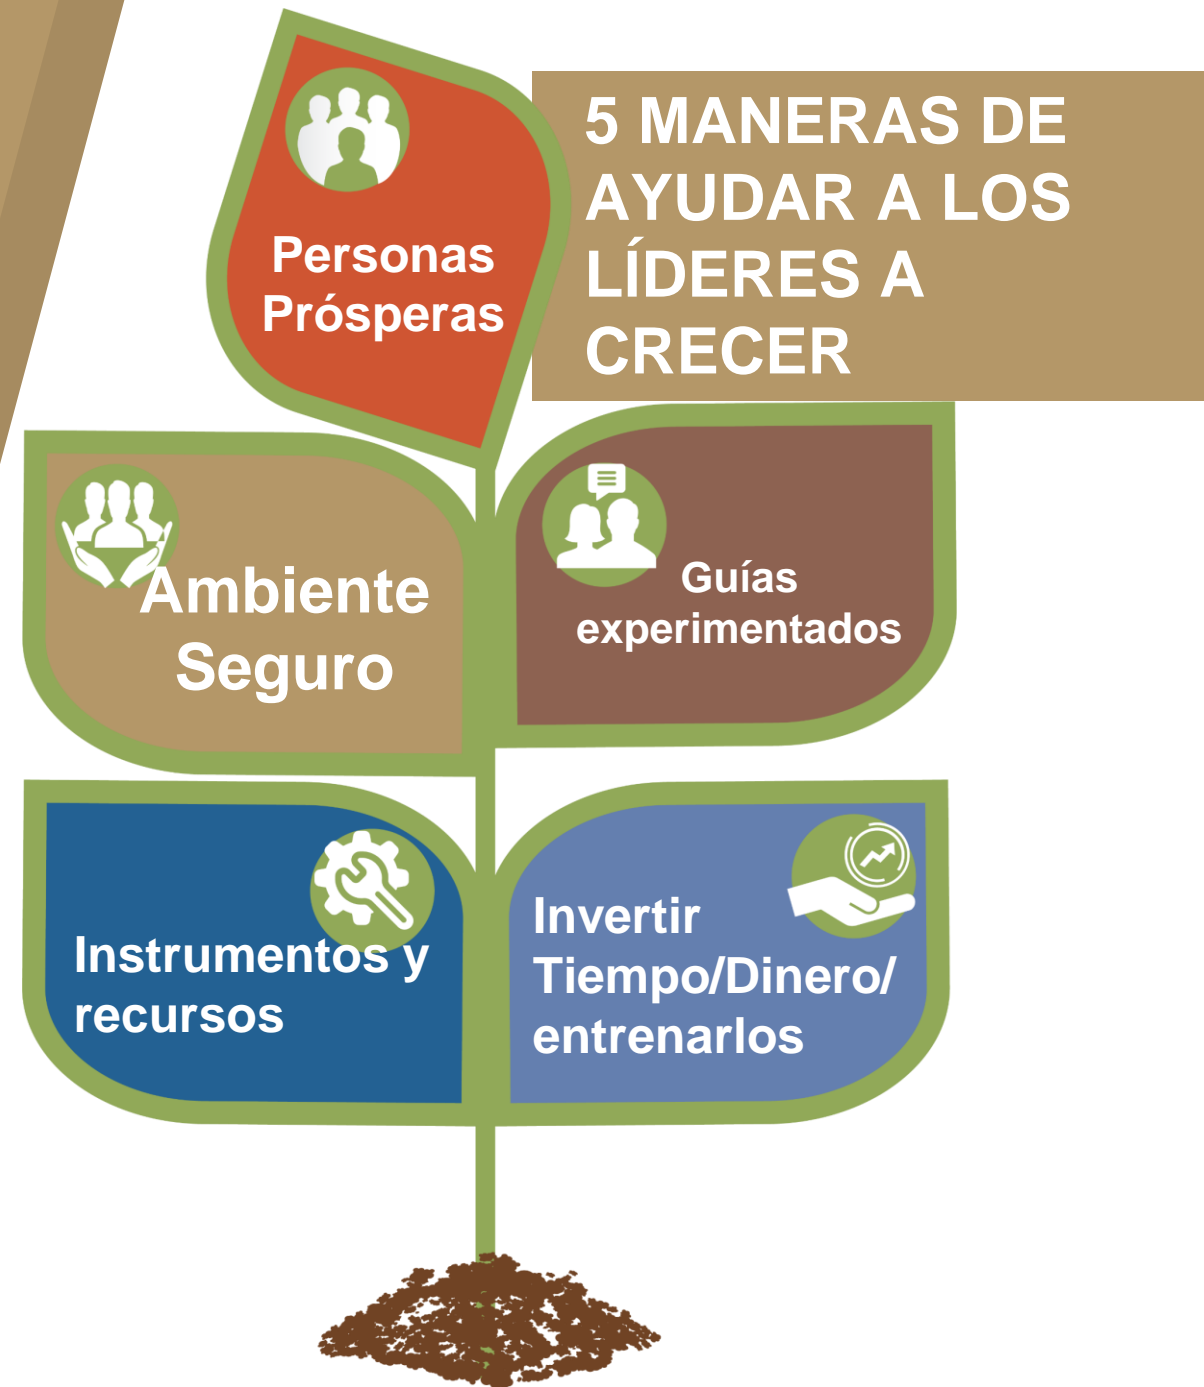 5 MANERAS DE
AYUDAR A LOS
LÍDERES A
CRECER
Personas
Prósperas
Ambiente
Seguro
Guías
experimentados
Instrumentos y
recursos
Invertir
Tiempo/Dinero/
entrenarlos